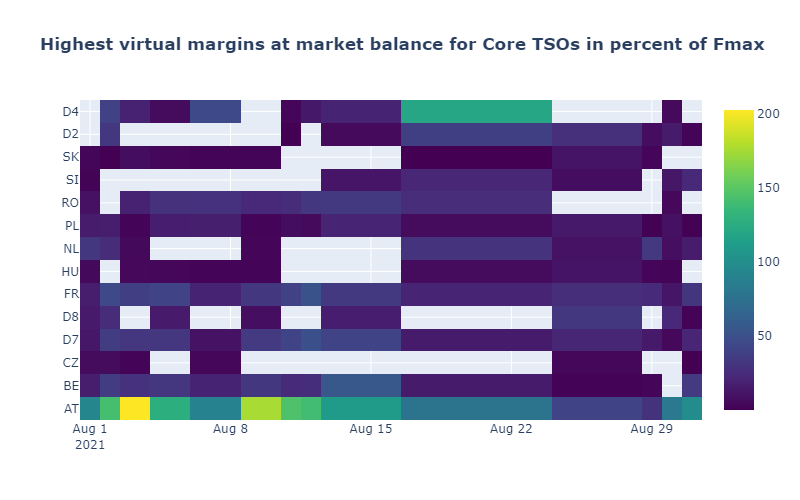 Highest virtual margins at market balance for Core TSOs in percent of Fmax
D4
D2
SK
SI
RO
PL
NL
HU
FR
D8
D7
CZ
BE
AT
Aug 1
2021
Aug 8
Aug 15
Aug 22
Aug 29
200
150
100
50